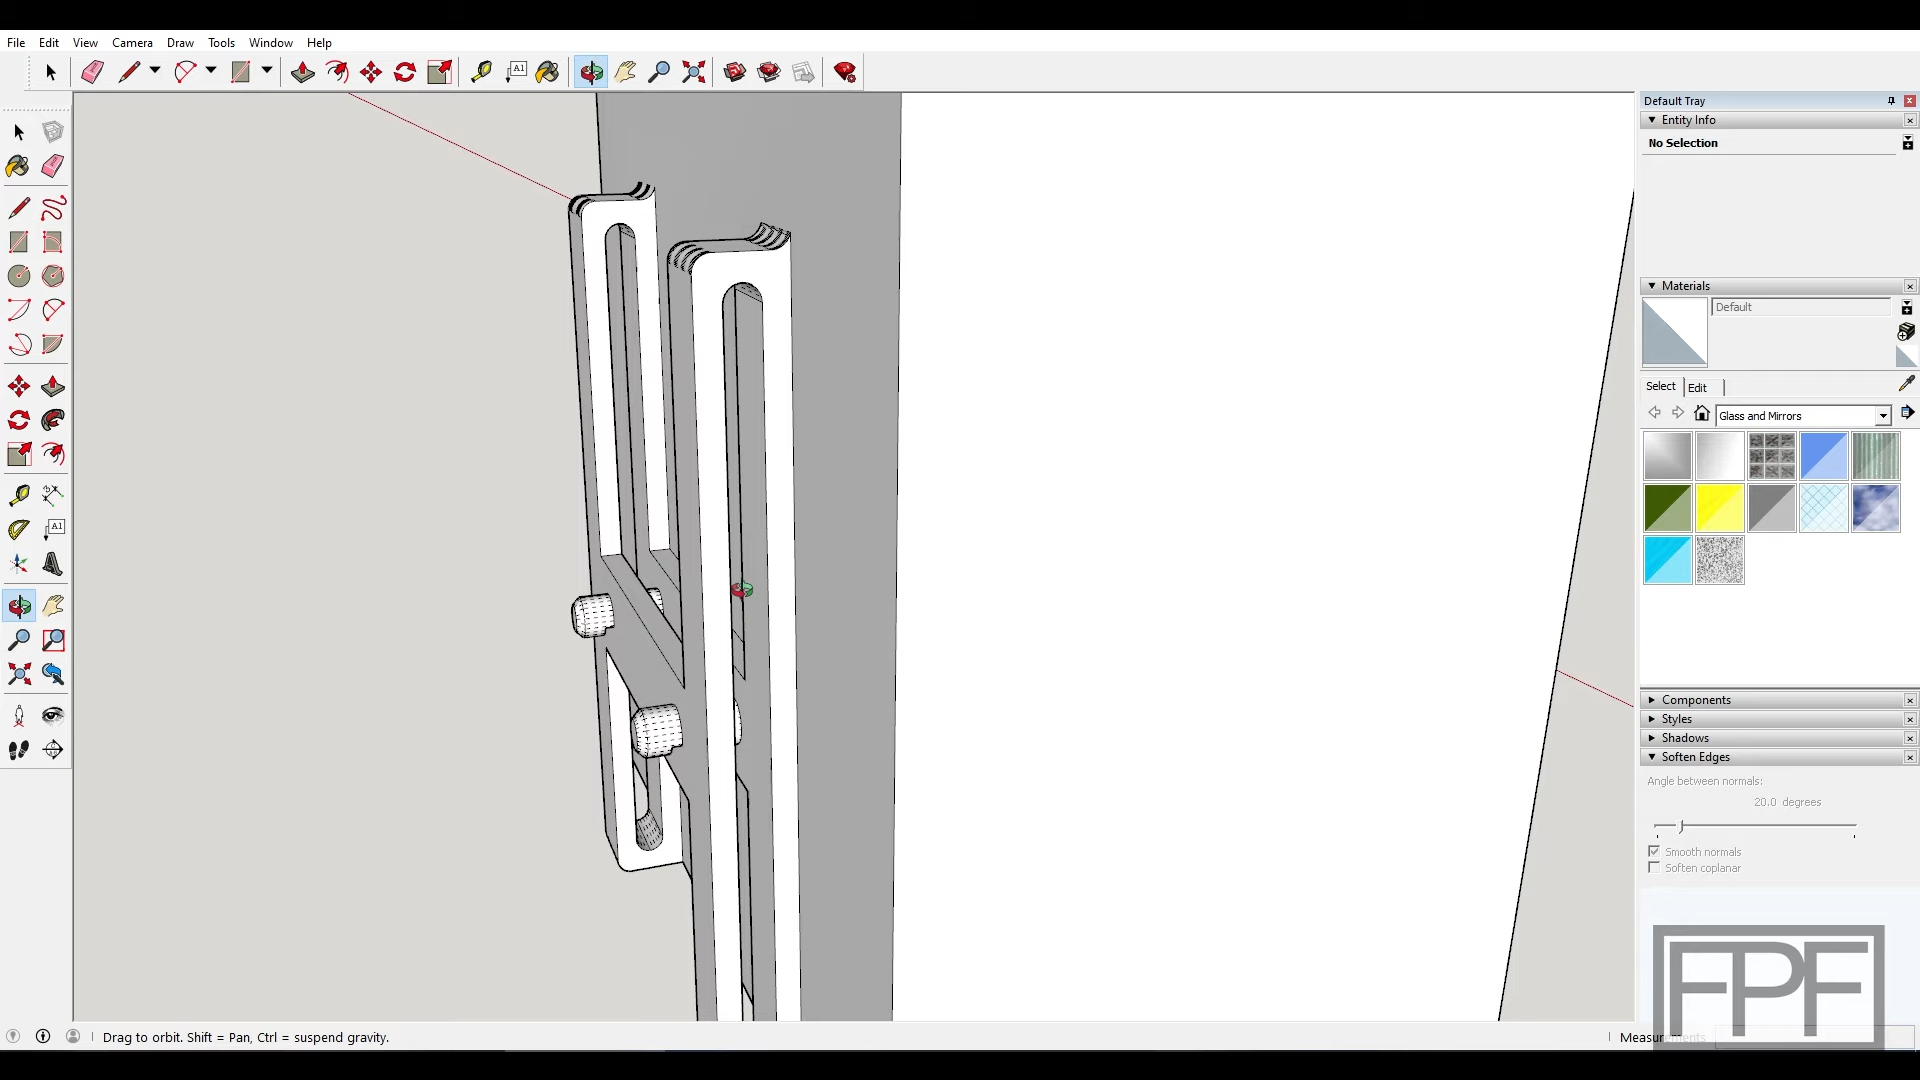 File Edit View Camera Draw Tools Window Help
A1
Default Tray
Entity Info
No Selection
Materials
Default
Select Edit
Glass and Mirrors
A1
Components
Styles
Shadows
Soften Edges
Angle between normals:
20.0 degrees
Smooth normals
Soften coplanar
FPF
Drag to orbit. Shift = Pan, Ctrl = suspend gravity.
Measurements